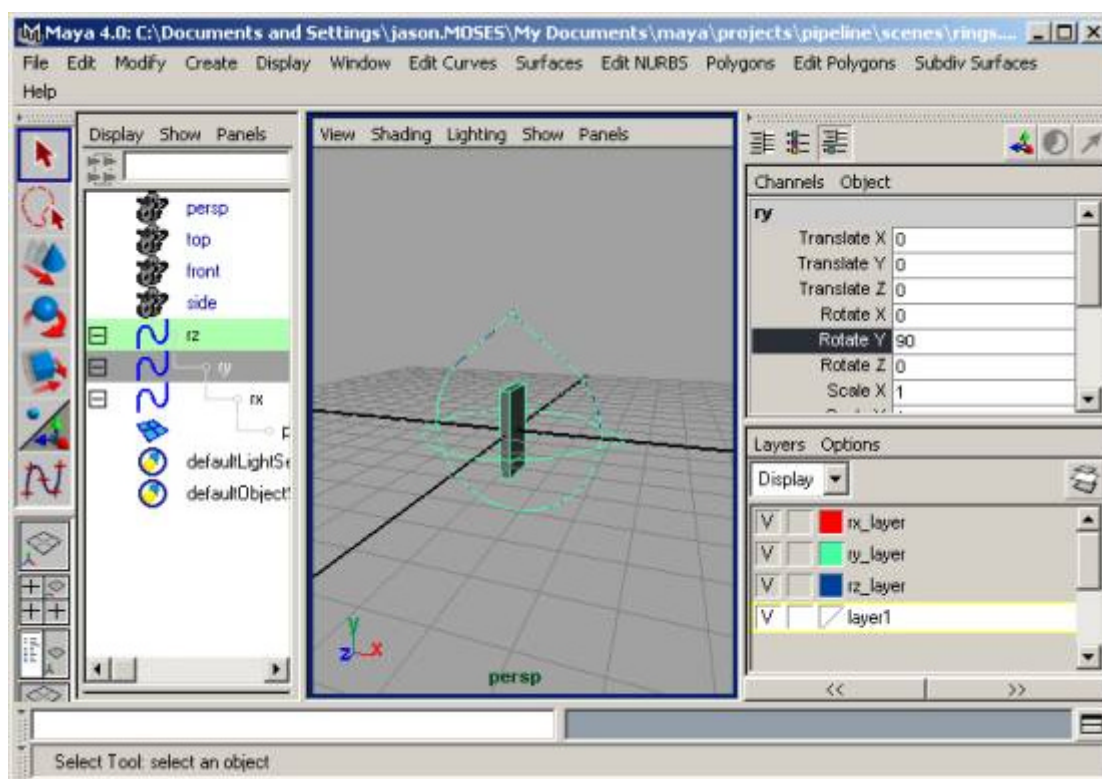 Maya 4.0: C:\Documents and Settings\jason.MOSES\My Documents\maya\projects\pipeline\scenes\rings....
File Edit Modify Create Display Window Edit Curves Surfaces Edit NURBS Polygons Edit Polygons Subdiv Surfaces
Help
Display Show Panels
persp
top
front
side
rz
ry
rx
p
defaultLightSe
defaultObject
View Shading Lighting Show Panels
y
z x
persp
Channels Object
ry
Translate X 0
Translate Y 0
Translate Z 0
Rotate X 0
Rotate Y 90
Rotate Z 0
Scale X 1
Layers Options
Display
V rx_layer
V ry_layer
V rz_layer
V layer1
<< >>
Select Tool: select an object